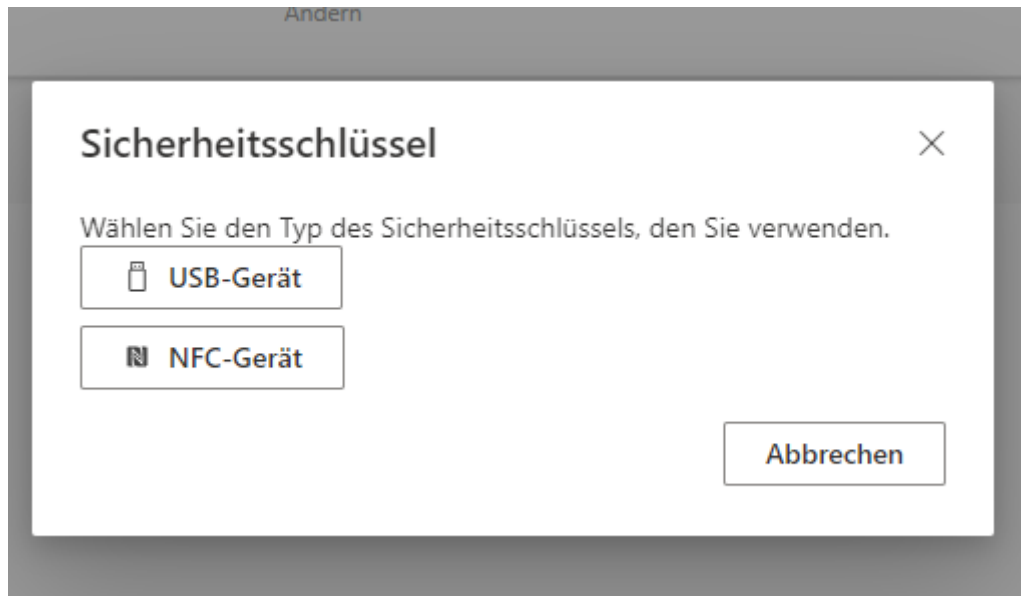 Ändern
Sicherheitsschlüssel
Wählen Sie den Typ des Sicherheitsschlüssels, den Sie verwenden.
USB-Gerät
NFC-Gerät
Abbrechen